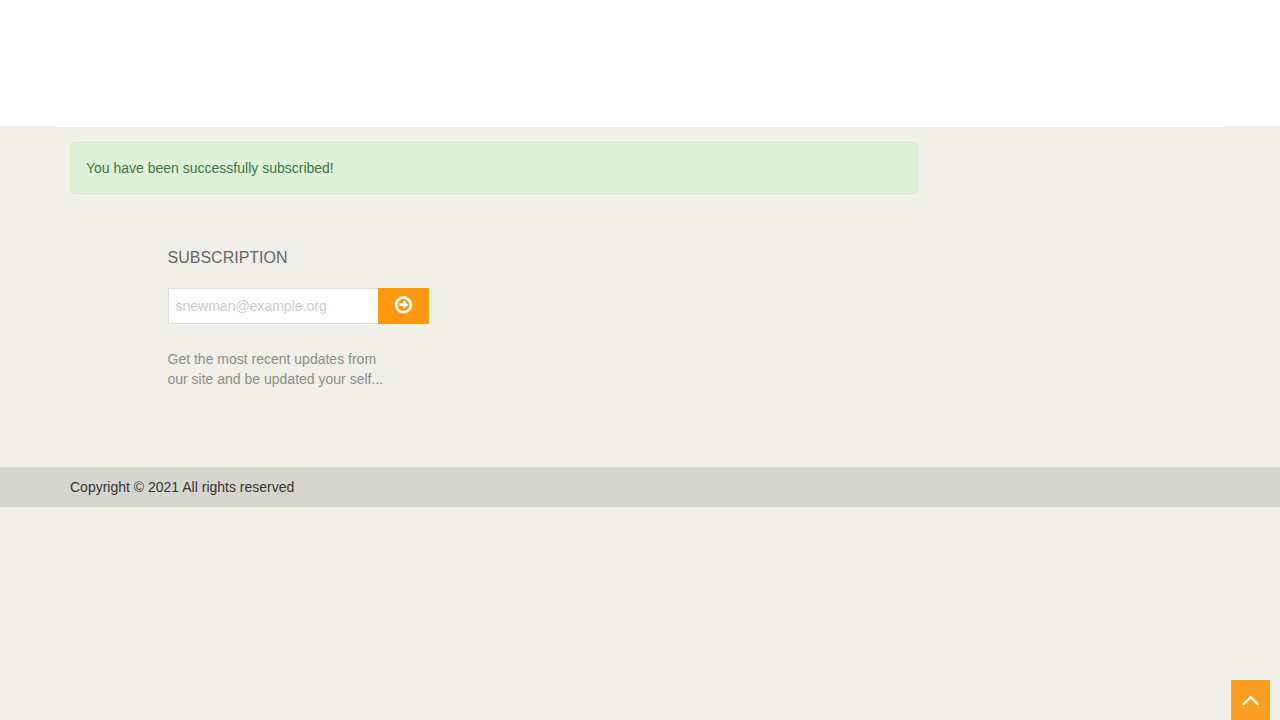 You have been successfully subscribed!
SUBSCRIPTION
snewman@example.org
Get the most recent updates from
our site and be updated your self...
Copyright © 2021 All rights reserved